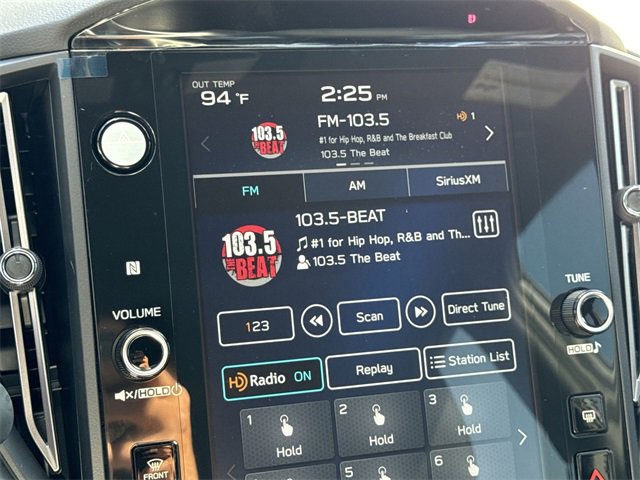 OUT TEMP
94 °F
2:25 PM
FM-103.5
HD 1
#1 for Hip Hop, R&B and The Breakfast Club
103.5 The Beat
103.5
THE BEAT
FM
AM
SiriusXM
103.5-BEAT
#1 for Hip Hop, R&B and Th...
103.5 The Beat
103.5
THE BEAT
123
Scan
Direct Tune
HD Radio ON
Replay
Station List
1
Hold
2
Hold
3
Hold
4
5
6
VOLUME
/HOLD
TUNE
HOLD
FRONT